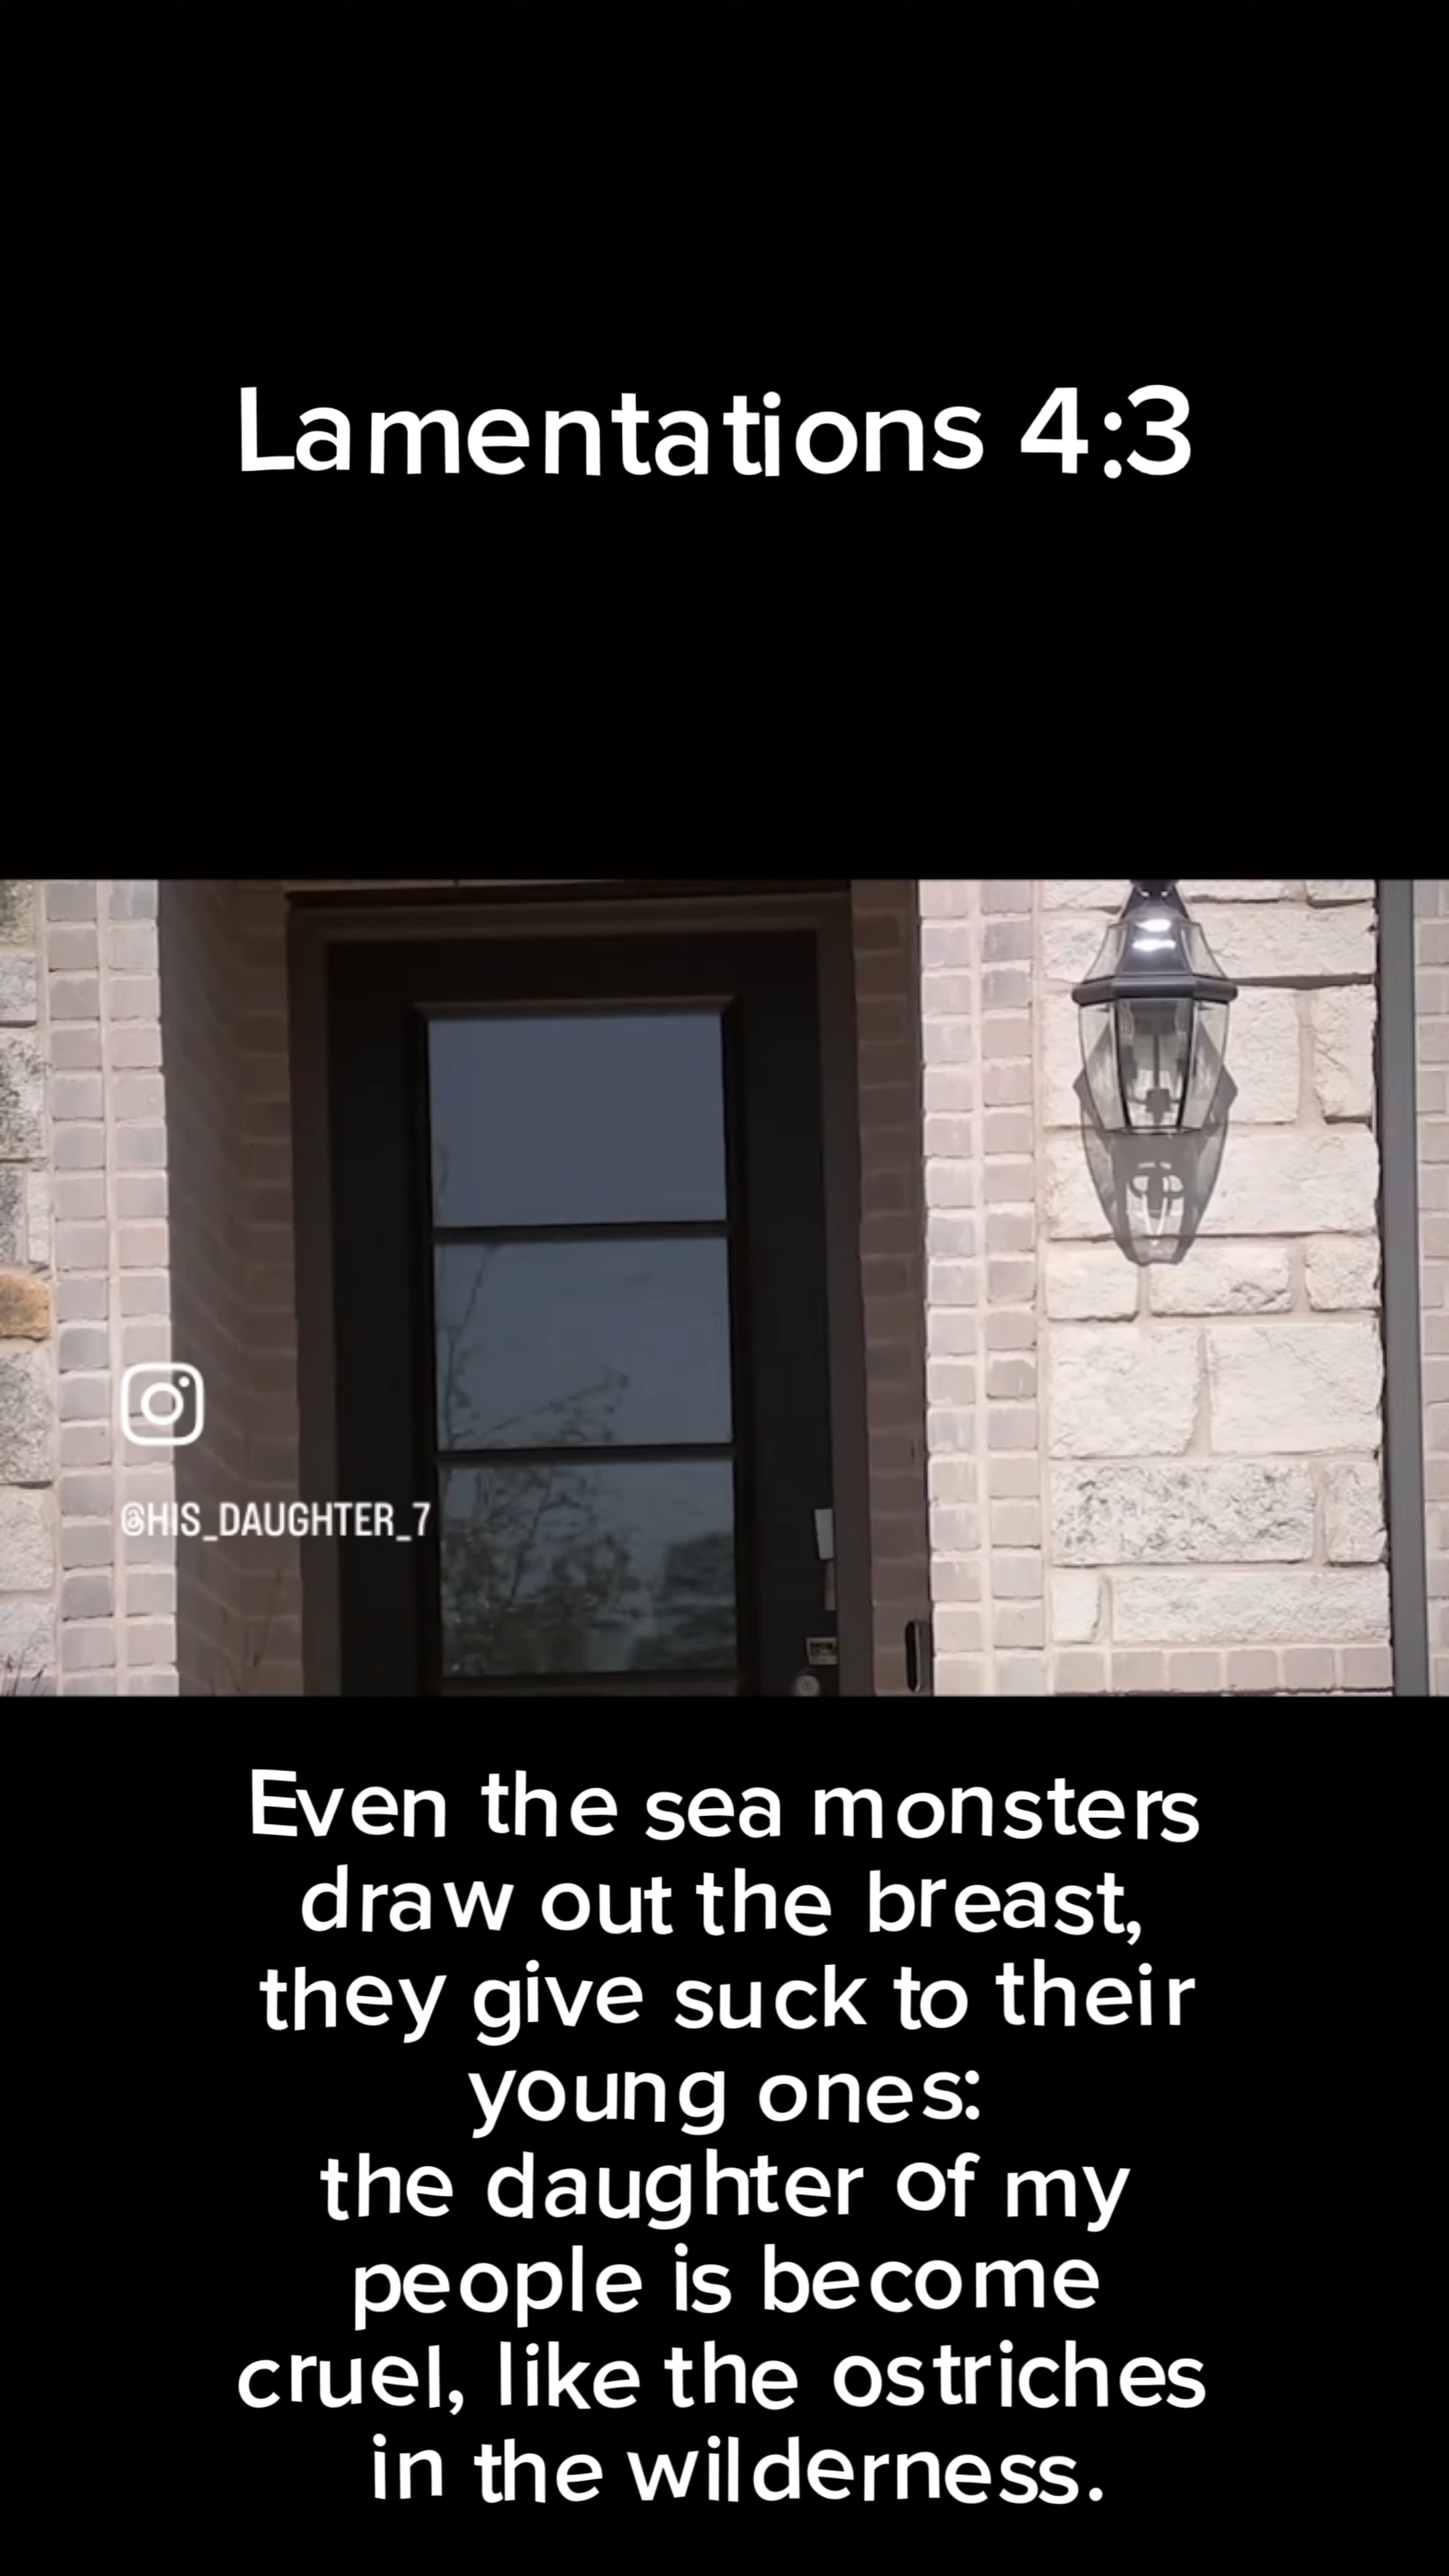 Lamentations 4:3
@HIS_DAUGHTER_7
Even the sea monsters
draw out the breast,
they give suck to their
young ones:
the daughter of my
people is become
cruel, like the ostriches
in the wilderness.